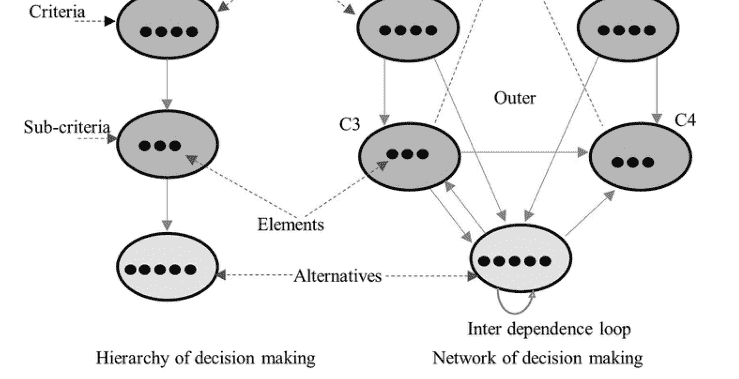 Criteria
Outer
C3
C4
Sub-criteria
Elements
Alternatives
Inter dependence loop
Hierarchy of decision making
Network of decision making